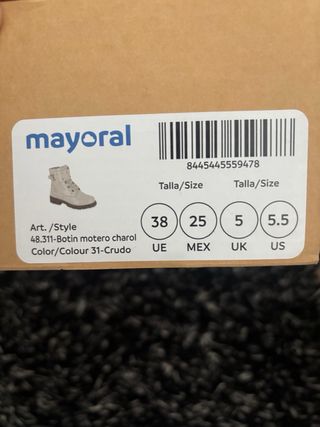 mayoral
8445445559478
Talla/Size Talla/Size
38 25 5 5.5
UE MEX UK US
Art. /Style
48.311-Botin motero charol
Color/Colour 31-Crudo